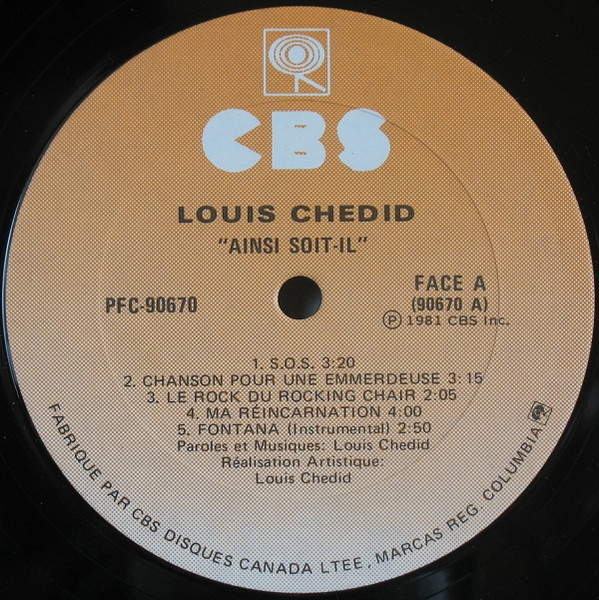 CBS
LOUIS CHEDID
"AINSI SOIT-IL"
PFC-90670
FACE A
(90670 A)
Ⓟ 1981 CBS Inc.
1. S.O.S. 3:20
2. CHANSON POUR UNE EMMERDEUSE 3:15
3. LE ROCK DU ROCKING CHAIR 2:05
4. MA RÉINCARNATION 4:00
5. FONTANA (Instrumental) 2:50
Paroles et Musiques: Louis Chedid
Réalisation Artistique:
Louis Chedid
FABRIQUE PAR CBS DISQUES CANADA LTEE, MARCAS REG. COLUMBIA